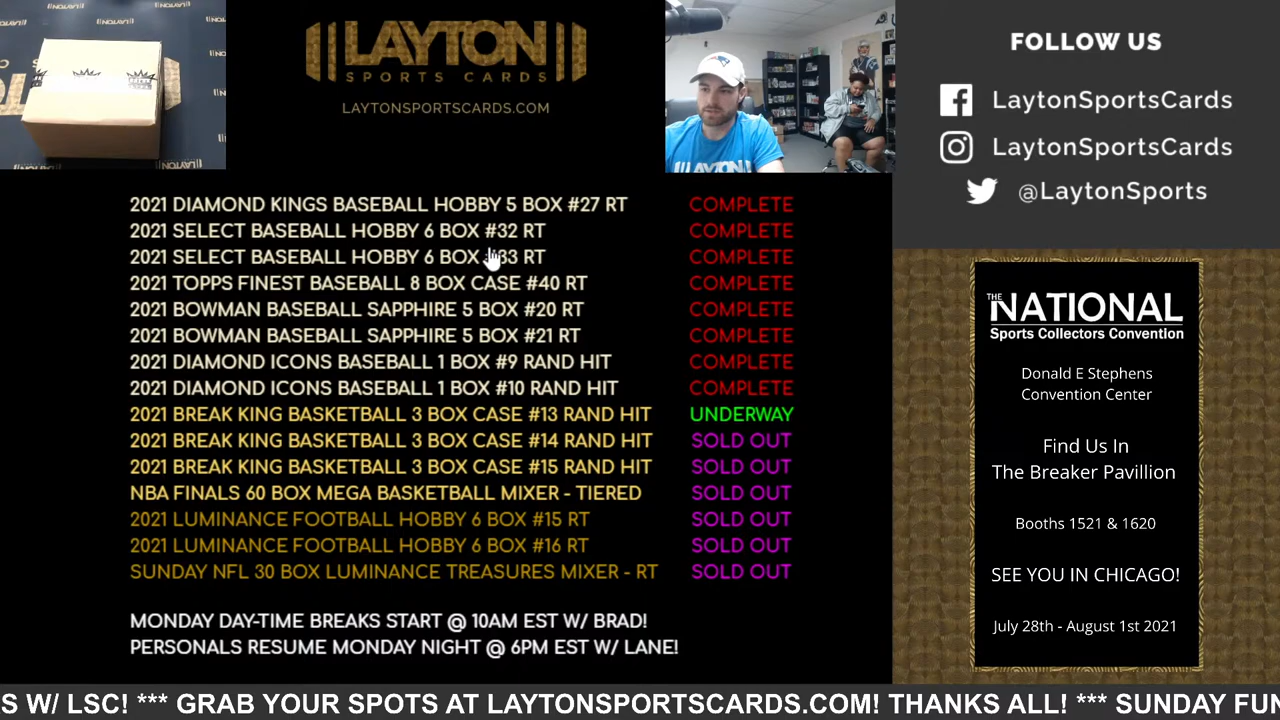 LAYTON
SPORTS CARDS
LAYTONSPORTSCARDS.COM
LAYTON
2021 DIAMOND KINGS BASEBALL HOBBY 5 BOX #27 RT COMPLETE
2021 SELECT BASEBALL HOBBY 6 BOX #32 RT COMPLETE
2021 SELECT BASEBALL HOBBY 6 BOX #33 RT COMPLETE
2021 TOPPS FINEST BASEBALL 8 BOX CASE #40 RT COMPLETE
2021 BOWMAN BASEBALL SAPPHIRE 5 BOX #20 RT COMPLETE
2021 BOWMAN BASEBALL SAPPHIRE 5 BOX #21 RT COMPLETE
2021 DIAMOND ICONS BASEBALL 1 BOX #9 RAND HIT COMPLETE
2021 DIAMOND ICONS BASEBALL 1 BOX #10 RAND HIT COMPLETE
2021 BREAK KING BASKETBALL 3 BOX CASE #13 RAND HIT UNDERWAY
2021 BREAK KING BASKETBALL 3 BOX CASE #14 RAND HIT SOLD OUT
2021 BREAK KING BASKETBALL 3 BOX CASE #15 RAND HIT SOLD OUT
NBA FINALS 60 BOX MEGA BASKETBALL MIXER - TIERED SOLD OUT
2021 LUMINANCE FOOTBALL HOBBY 6 BOX #15 RT SOLD OUT
2021 LUMINANCE FOOTBALL HOBBY 6 BOX #16 RT SOLD OUT
SUNDAY NFL 30 BOX LUMINANCE TREASURES MIXER - RT SOLD OUT
MONDAY DAY-TIME BREAKS START @ 10AM EST W/ BRAD!
PERSONALS RESUME MONDAY NIGHT @ 6PM EST W/ LANE!
FOLLOW US
LaytonSportsCards
LaytonSportsCards
@LaytonSports
THE NATIONAL
Sports Collectors Convention
Donald E Stephens
Convention Center
Find Us In
The Breaker Pavillion
Booths 1521 & 1620
SEE YOU IN CHICAGO!
July 28th - August 1st 2021
S W/ LSC! *** GRAB YOUR SPOTS AT LAYTONSPORTSCARDS.COM! THANKS ALL! *** SUNDAY FUN